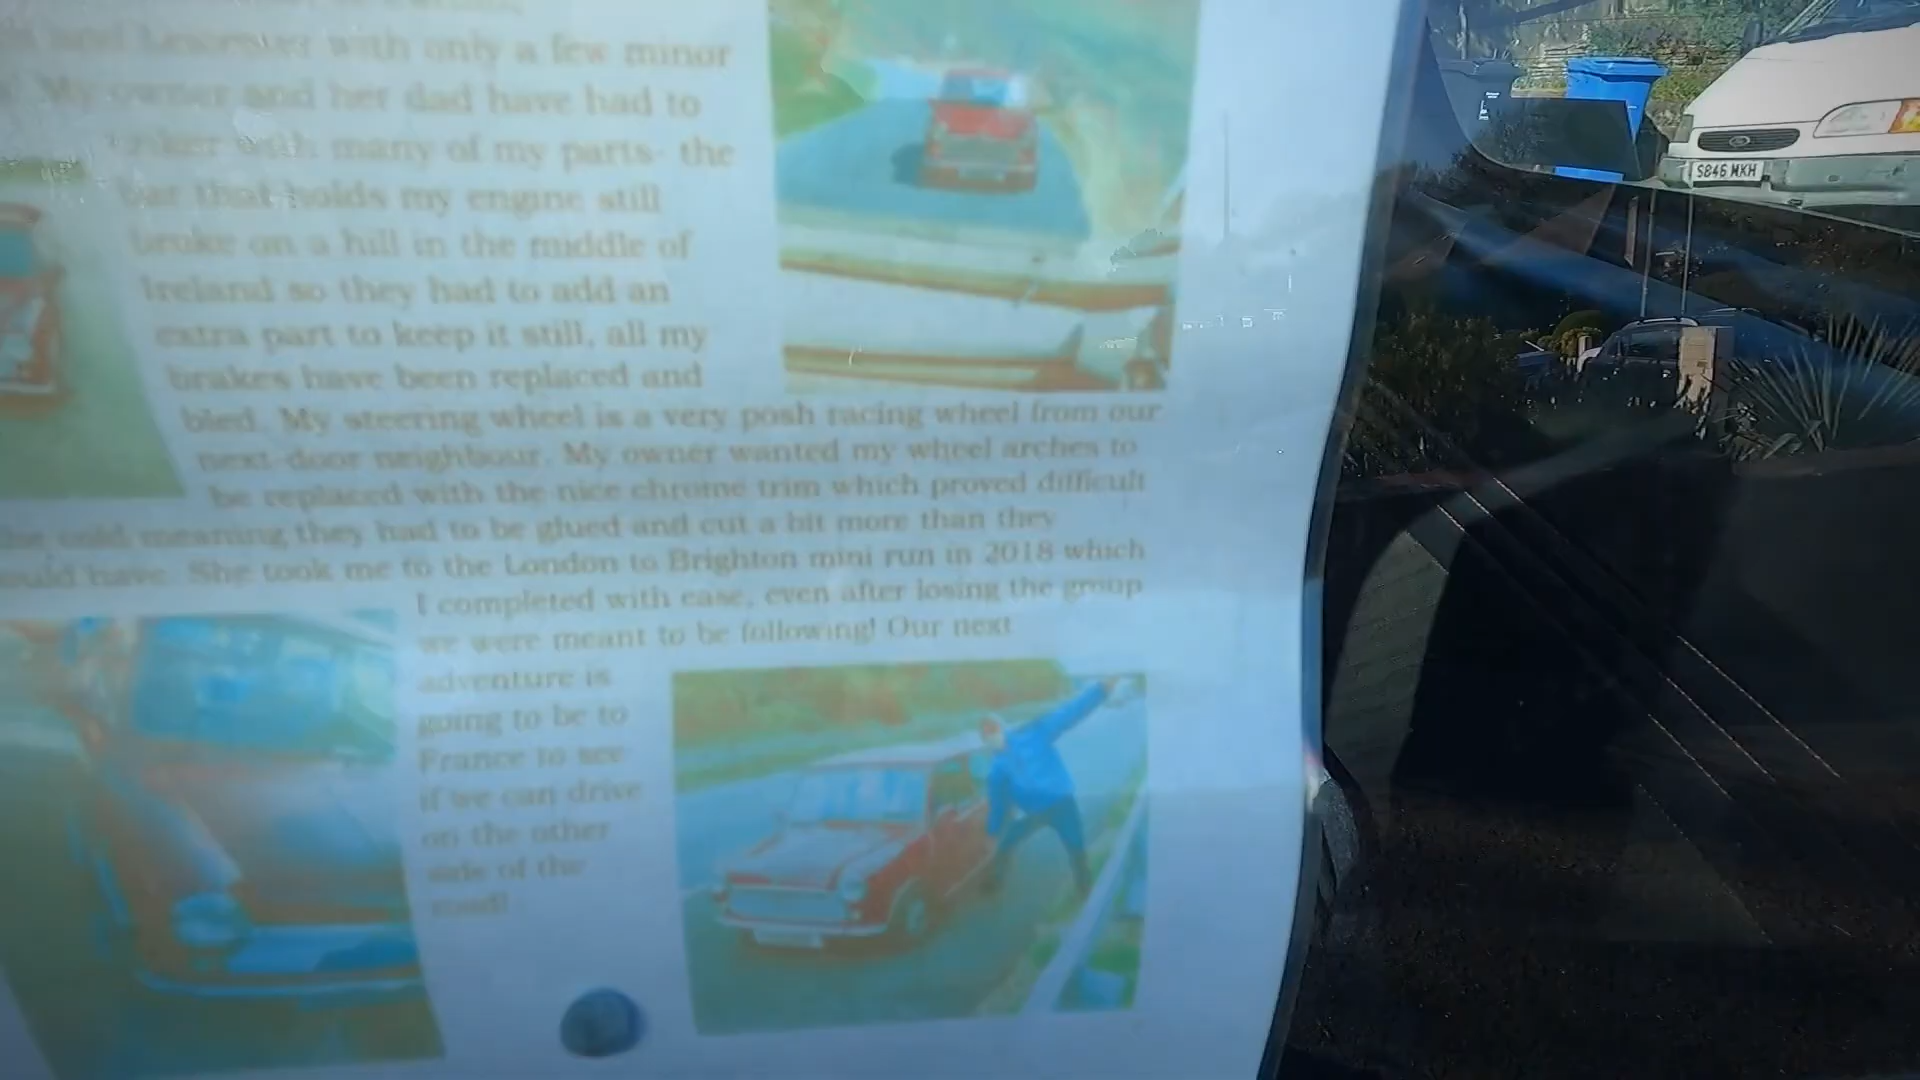 and Leicester with only a few minor
My owner and her dad have had to
tinker with many of my parts- the
bar that holds my engine still
broke on a hill in the middle of
Ireland so they had to add an
extra part to keep it still, all my
brakes have been replaced and
bled. My steering wheel is a very posh racing wheel from our
next-door neighbour. My owner wanted my wheel arches to
be replaced with the nice chrome trim which proved difficult
cold meaning they had to be glued and cut a bit more than they
have. She took me to the London to Brighton mini run in 2018 which
I completed with ease, even after losing the group
we were meant to be following! Our next
adventure is
going to be to
France to see
if we can drive
on the other
side of the
road!
S846 MKH